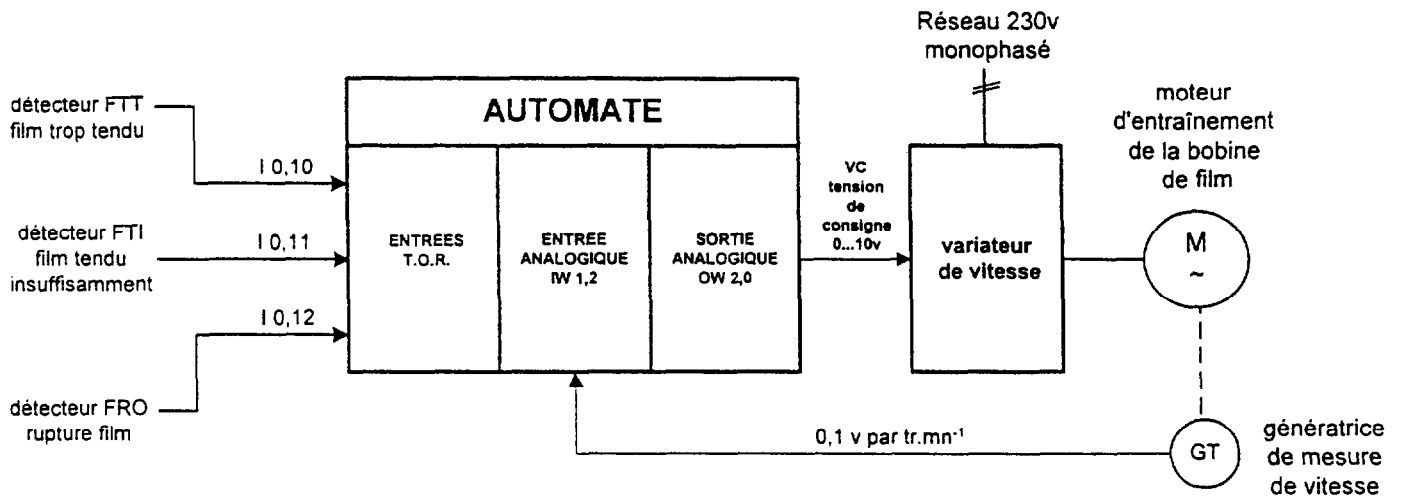 Réseau 230v
monophasé
détecteur F̅T̅T̅
film trop tendu
I 0,10
AUTOMATE
moteur
d'entraînement
de la bobine
de film
détecteur FTI
film tendu
insuffisamment
I 0,11
ENTREES
T.O.R.
ENTREE
ANALOGIQUE
IW 1,2
SORTIE
ANALOGIQUE
OW 2,0
VC
tension
de
consigne
0...10v
variateur
de vitesse
M
~
I 0,12
détecteur FRO
rupture film
0,1 v par tr.mn⁻¹
GT
génératrice
de mesure
de vitesse